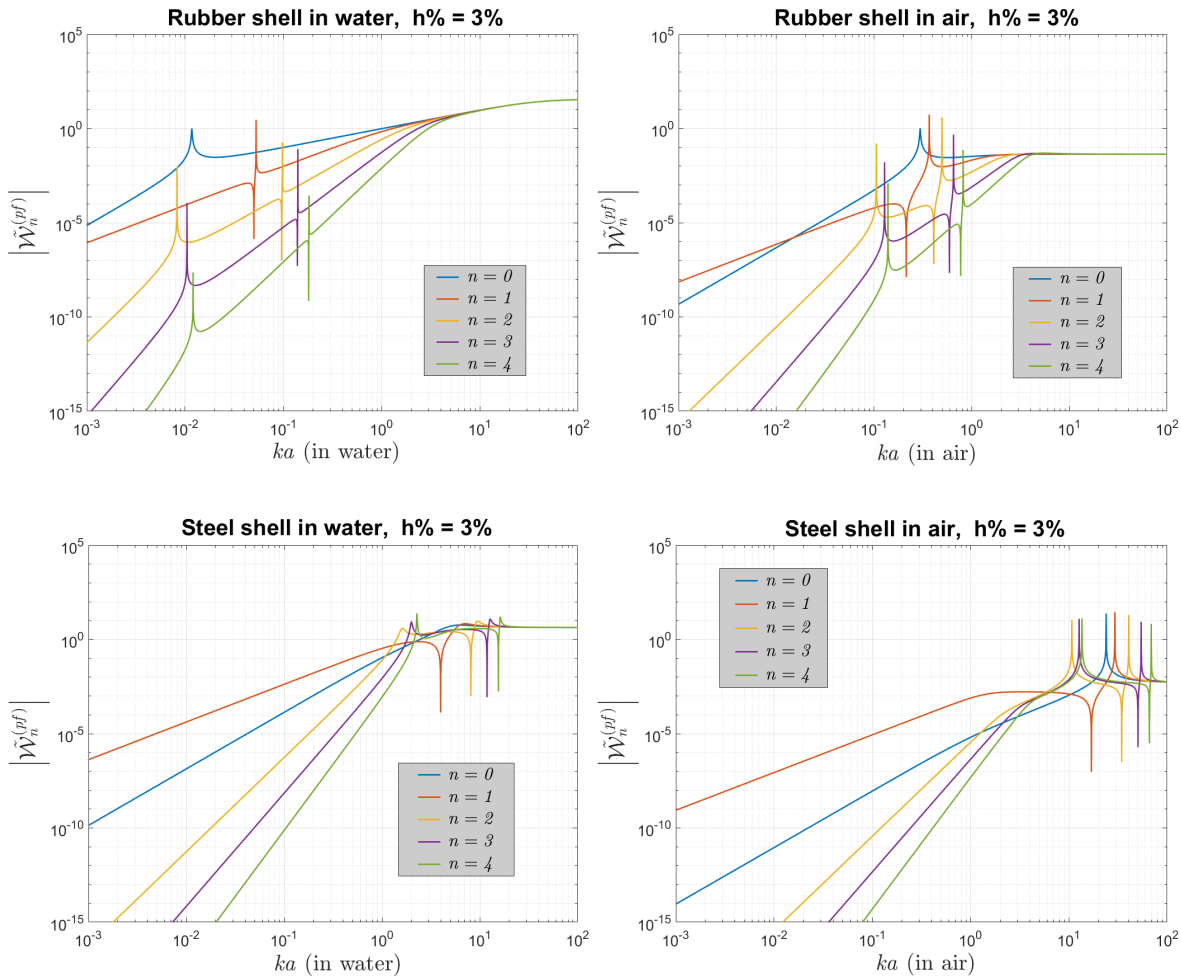 Rubber shell in water, h% = 3%
10^5
10^0
10^-5
10^-10
10^-15
|𝒲̃_n^(pf)|
n = 0
n = 1
n = 2
n = 3
n = 4
10^-3 10^-2 10^-1 10^0 10^1 10^2
ka (in water)
Rubber shell in air, h% = 3%
10^5
10^0
10^-5
10^-10
10^-15
|𝒲̃_n^(pf)|
n = 0
n = 1
n = 2
n = 3
n = 4
10^-3 10^-2 10^-1 10^0 10^1 10^2
ka (in air)
Steel shell in water, h% = 3%
10^5
10^0
10^-5
10^-10
10^-15
|𝒲̃_n^(pf)|
n = 0
n = 1
n = 2
n = 3
n = 4
10^-3 10^-2 10^-1 10^0 10^1 10^2
ka (in water)
Steel shell in air, h% = 3%
10^5
10^0
10^-5
10^-10
10^-15
|𝒲̃_n^(pf)|
n = 0
n = 1
n = 2
n = 3
n = 4
10^-3 10^-2 10^-1 10^0 10^1 10^2
ka (in air)